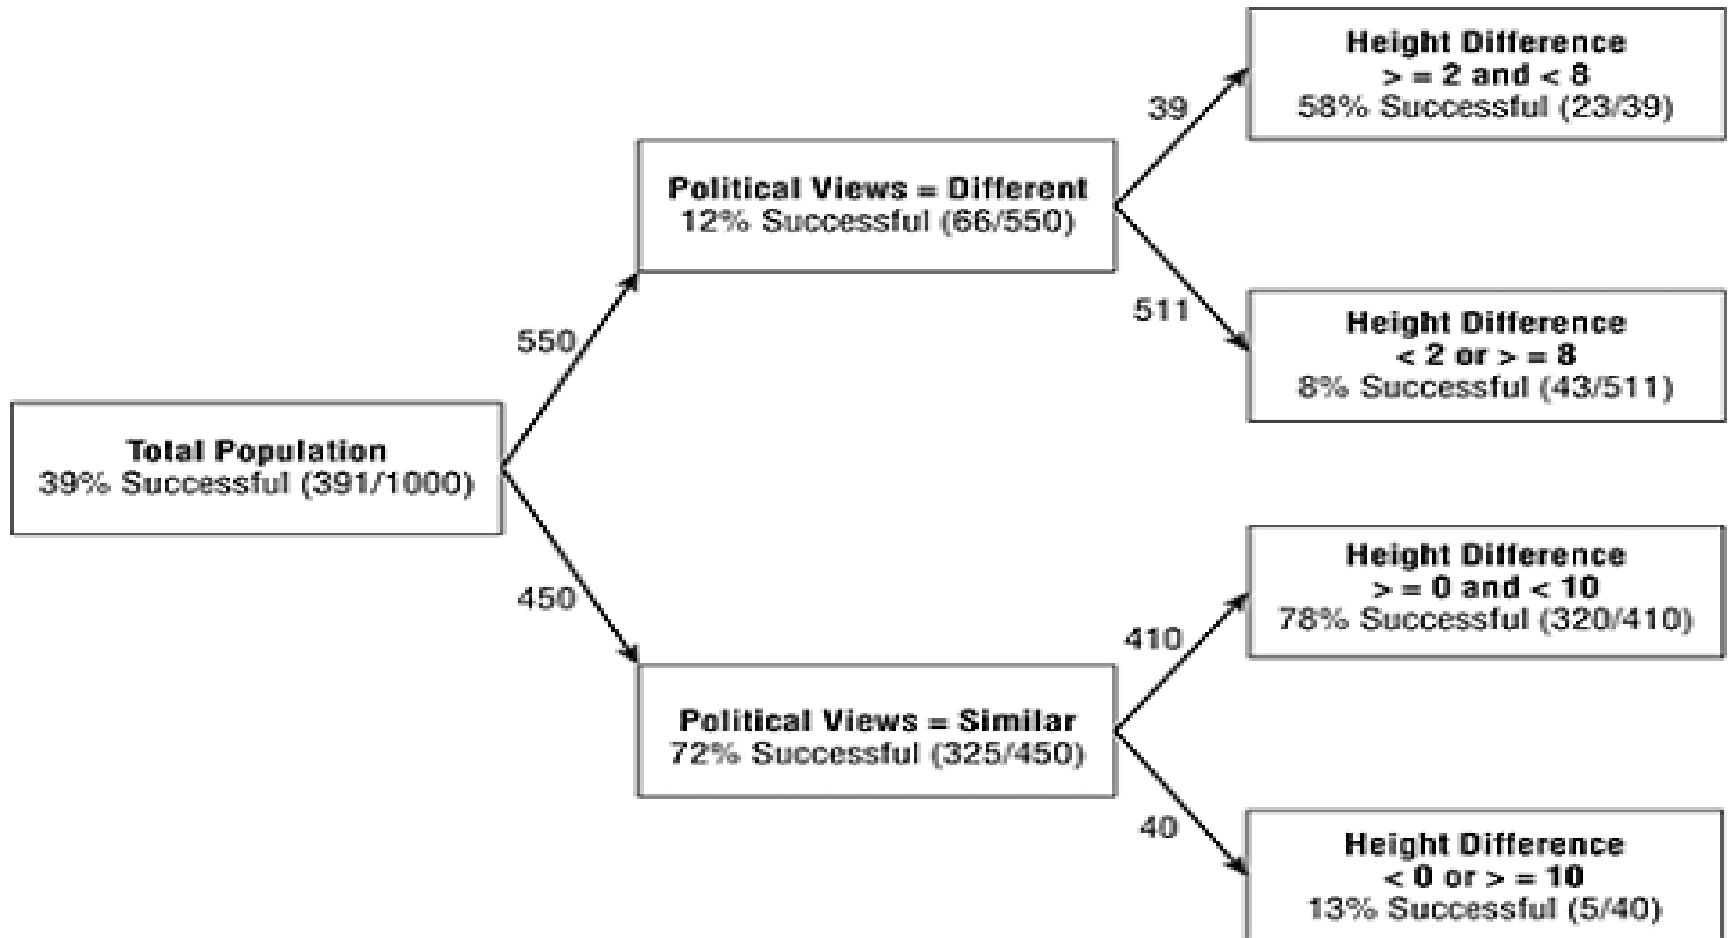 Height Difference
> = 2 and < 8
58% Successful (23/39)
39
Political Views = Different
12% Successful (66/550)
511
Height Difference
< 2 or > = 8
8% Successful (43/511)
550
Total Population
39% Successful (391/1000)
450
Height Difference
> = 0 and < 10
78% Successful (320/410)
410
Political Views = Similar
72% Successful (325/450)
40
Height Difference
< 0 or > = 10
13% Successful (5/40)